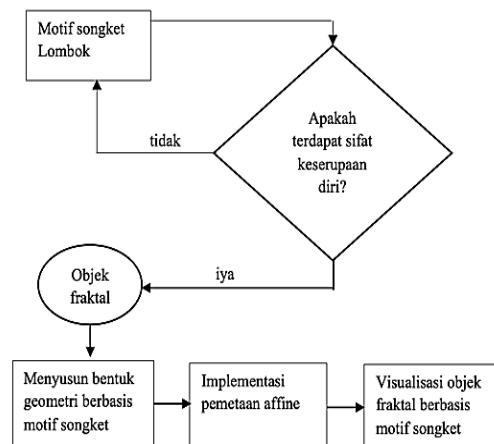 Motif songket
Lombok
Apakah
terdapat sifat
keserupaan
diri?
tidak
iya
Objek
fraktal
Menyusun bentuk
geometri berbasis
motif songket
Implementasi
pemetaan affine
Visualisasi objek
fraktal berbasis
motif songket